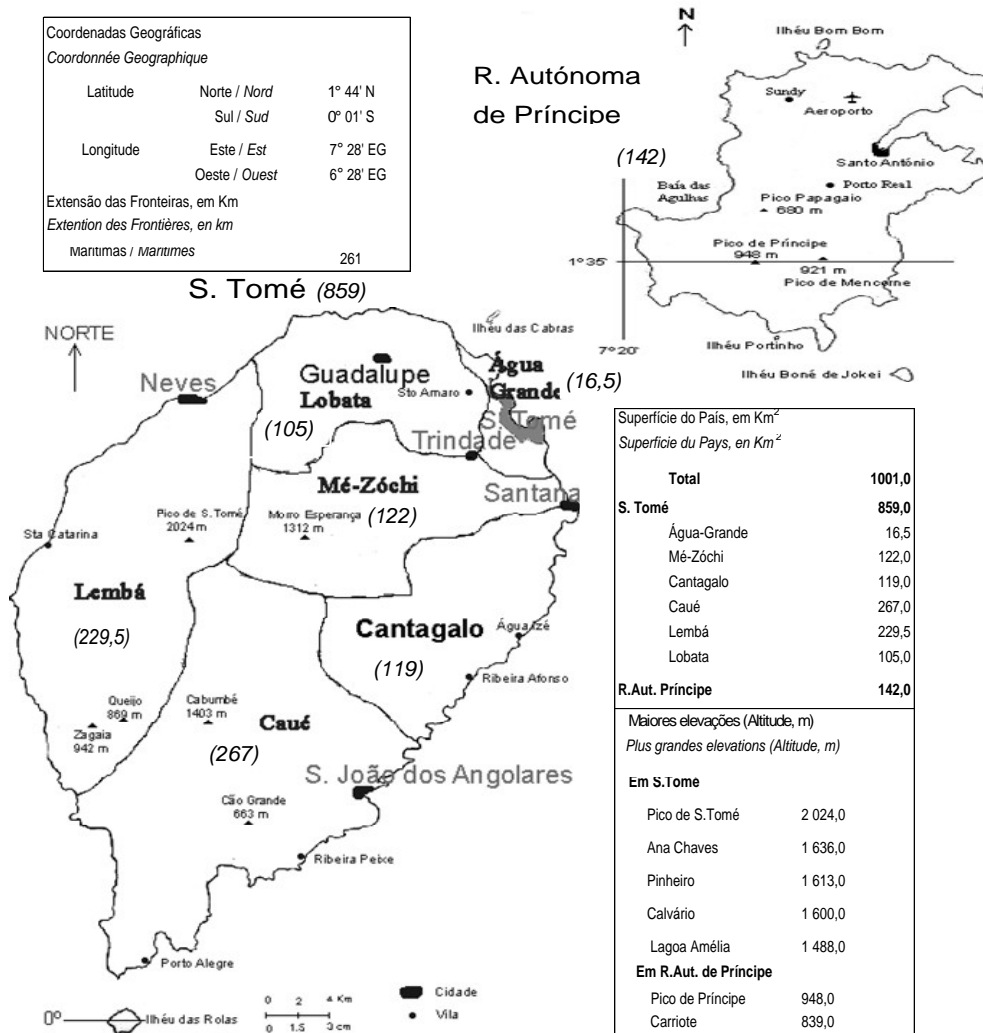 Coordenadas Geográficas
Coordonnée Geographique
Latitude Norte / Nord 1° 44' N
Sul / Sud 0° 01' S
Longitude Este / Est 7° 28' EG
Oeste / Ouest 6° 28' EG
Extensão das Fronteiras, em Km
Extention des Frontières, en km
Maritimas / Maritimes 261
N
Ilhéu Bom Bom
R. Autónoma
de Príncipe
(142)
Sundy
Aeroporto
Santo António
Porto Real
Baía das
Agulhas
Pico Papagaio
680 m
Pico de Príncipe
948 m
1°35'
921 m
Pico de Mencorne
7°20'
Ilhéu Portinho
Ilhéu Boné de Jokei
S. Tomé (859)
NORTE
Ilhéu das Cabras
Neves
Guadalupe
Lobata
(105)
Sto Amaro
Água
Grande
(16,5)
S. Tomé
Trindade
Mé-Zóchi
(122)
Santana
Pico de S.Tomé
2024 m
Morro Esperança
1312 m
Sta Catarina
Lembá
(229,5)
Cantagalo
(119)
Água Izé
Ribeira Afonso
Queijo
869 m
Zagaia
942 m
Cabumbé
1403 m
Caué
(267)
S. João dos Angolares
Cão Grande
663 m
Ribeira Peixe
Porto Alegre
0°
Ilhéu das Rolas
0 2 4 Km
0 1.5 3 cm
Cidade
Vila
Superfície do País, em Km²
Superfície du Pays, en Km²
Total 1001,0
S. Tomé 859,0
Água-Grande 16,5
Mé-Zóchi 122,0
Cantagalo 119,0
Caué 267,0
Lembá 229,5
Lobata 105,0
R.Aut. Príncipe 142,0
Maiores elevações (Altitude, m)
Plus grandes elevations (Altitude, m)
Em S.Tomé
Pico de S.Tomé 2 024,0
Ana Chaves 1 636,0
Pinheiro 1 613,0
Calvário 1 600,0
Lagoa Amélia 1 488,0
Em R.Aut. de Príncipe
Pico de Príncipe 948,0
Carriote 839,0